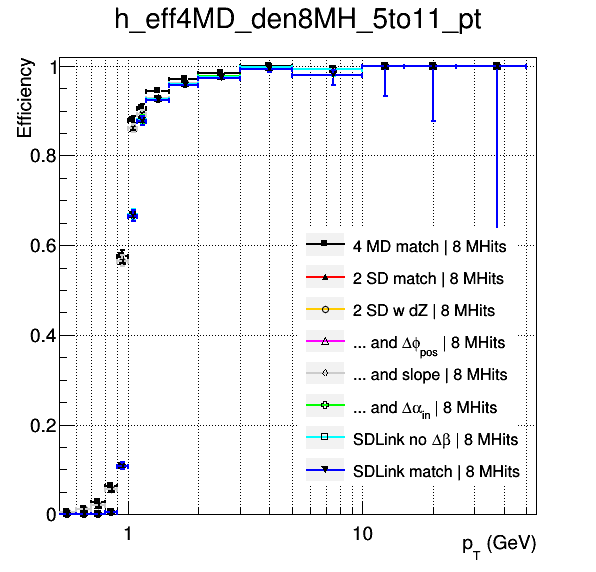 h_eff4MD_den8MH_5to11_pt
Efficiency
1
0.8
0.6
0.4
0.2
0
4 MD match | 8 MHits
2 SD match | 8 MHits
2 SD w dZ | 8 MHits
... and Δϕpos | 8 MHits
... and slope | 8 MHits
... and Δαin | 8 MHits
SDLink no Δβ | 8 MHits
SDLink match | 8 MHits
1
10
pT (GeV)